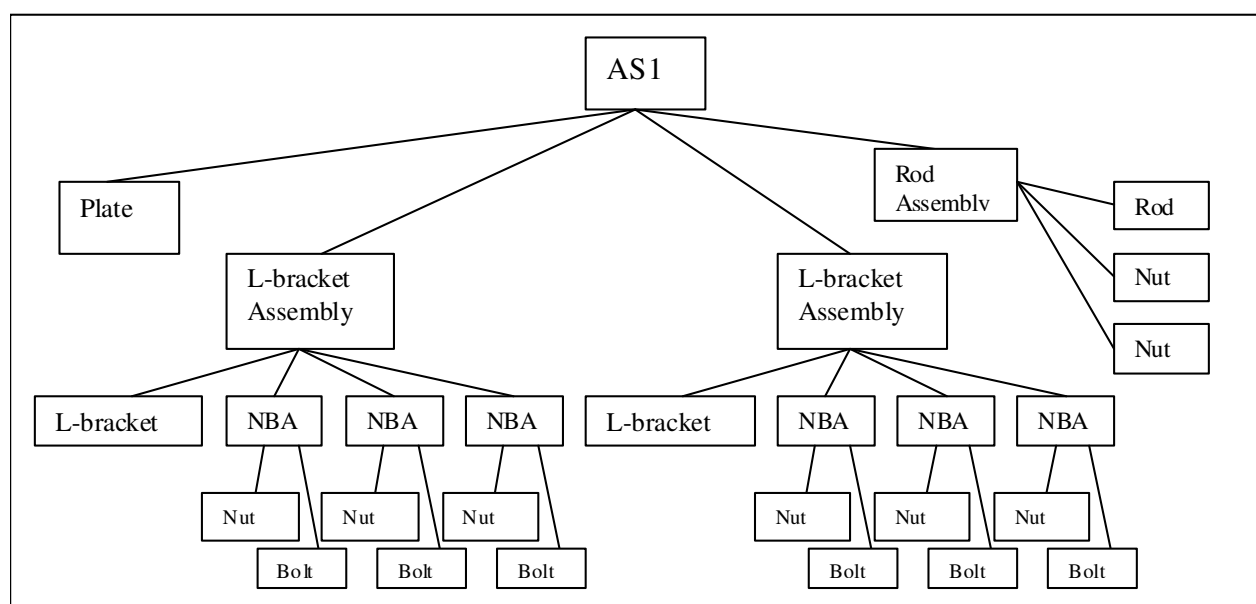 AS1
Plate
Rod
Assembly
Rod
Nut
Nut
L-bracket
Assembly
L-bracket
Assembly
L-bracket
NBA
NBA
NBA
L-bracket
NBA
NBA
NBA
Nut
Nut
Nut
Nut
Nut
Nut
Bolt
Bolt
Bolt
Bolt
Bolt
Bolt